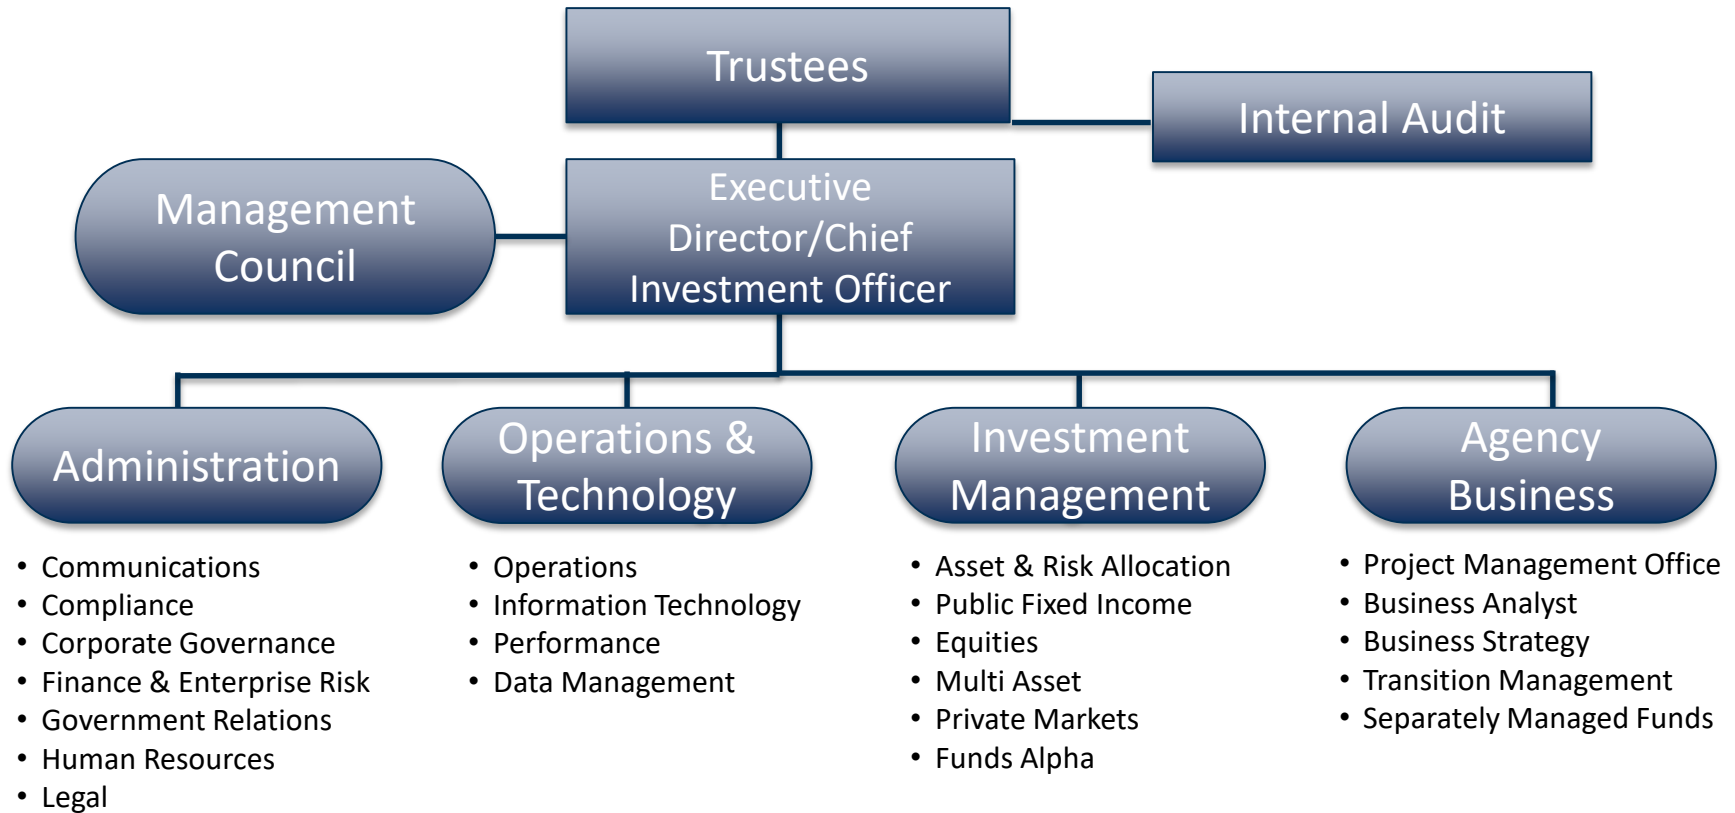 Trustees
Internal Audit
Management
Council
Executive
Director/Chief
Investment Officer
Administration
• Communications
• Compliance
• Corporate Governance
• Finance & Enterprise Risk
• Government Relations
• Human Resources
• Legal
Operations &
Technology
• Operations
• Information Technology
• Performance
• Data Management
Investment
Management
• Asset & Risk Allocation
• Public Fixed Income
• Equities
• Multi Asset
• Private Markets
• Funds Alpha
Agency
Business
• Project Management Office
• Business Analyst
• Business Strategy
• Transition Management
• Separately Managed Funds